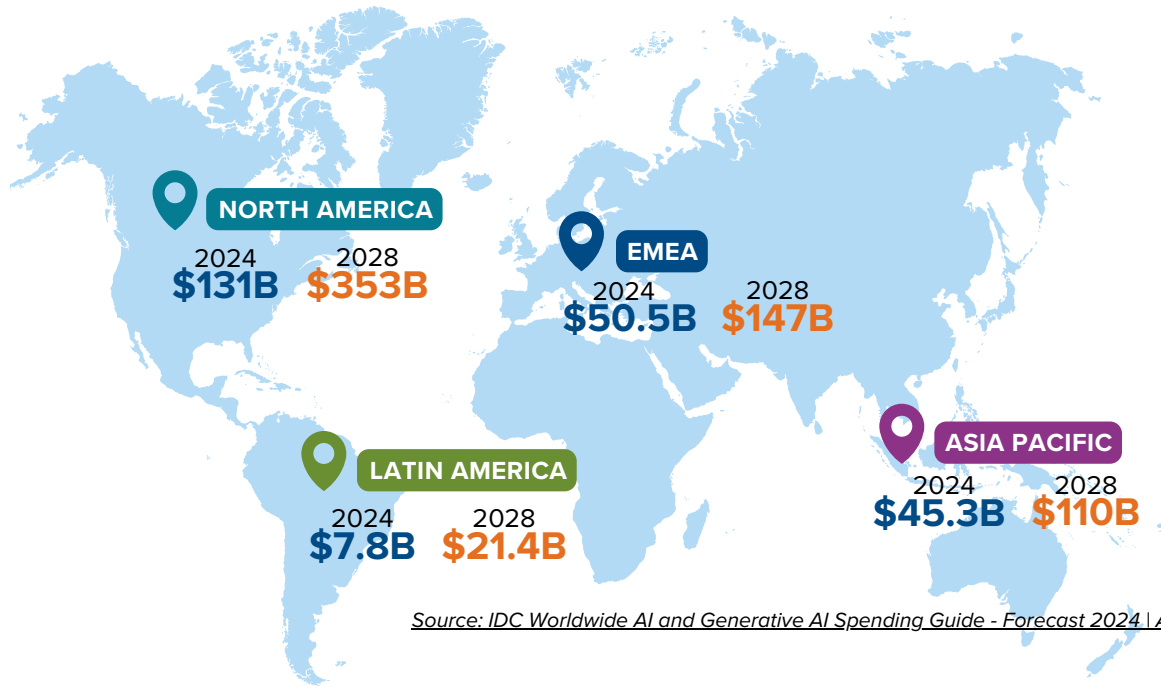 NORTH AMERICA
2024 2028
$131B $353B
EMEA
2024 2028
$50.5B $147B
LATIN AMERICA
2024 2028
$7.8B $21.4B
ASIA PACIFIC
2024 2028
$45.3B $110B
Source: IDC Worldwide AI and Generative AI Spending Guide - Forecast 2024 |